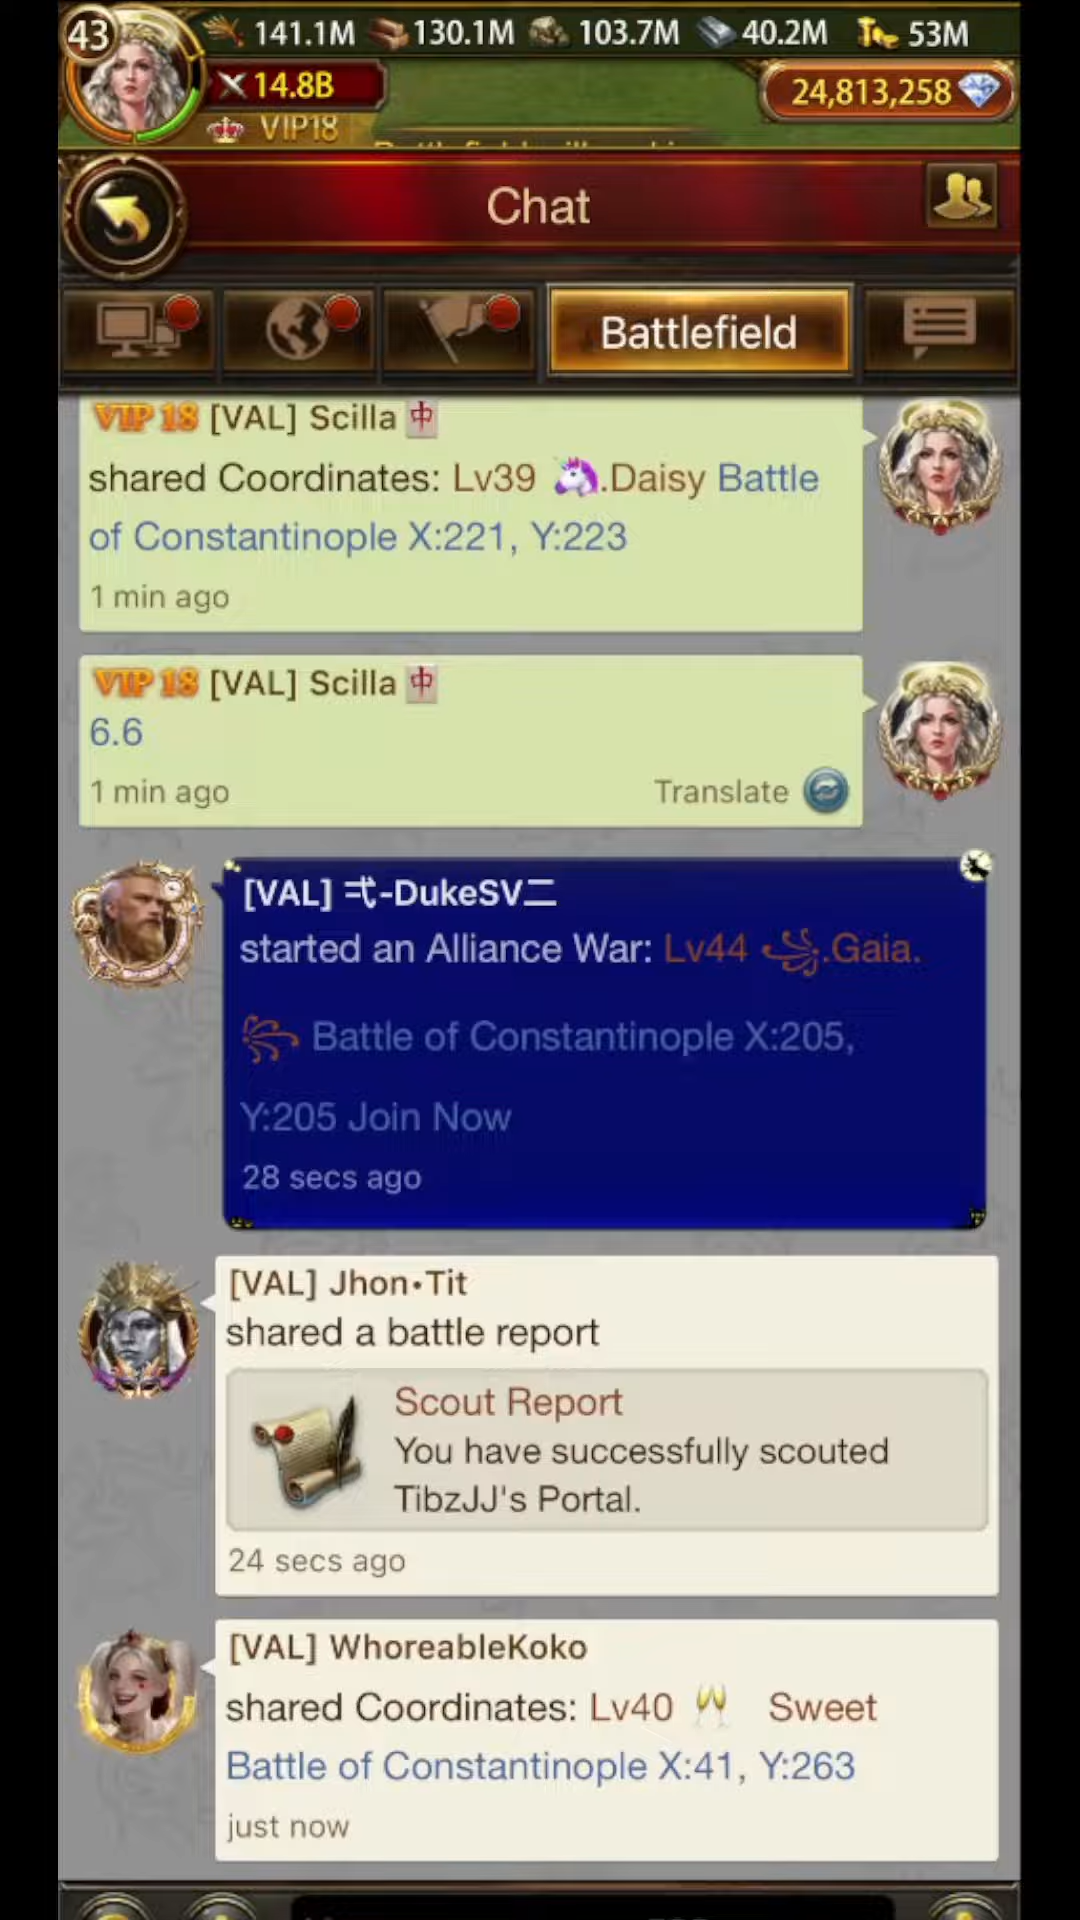 43 141.1M 130.1M 103.7M 40.2M 53M
14.8B 24,813,258
VIP18
Chat
Battlefield
VIP 18 [VAL] Scilla 🀄
shared Coordinates: Lv39 🦄.Daisy Battle
of Constantinople X:221, Y:223
1 min ago
VIP 18 [VAL] Scilla 🀄
6.6
1 min ago Translate
[VAL] 弍-DukeSV二
started an Alliance War: Lv44 ꧁.Gaia.
꧂ Battle of Constantinople X:205,
Y:205 Join Now
28 secs ago
[VAL] Jhon•Tit
shared a battle report
Scout Report
You have successfully scouted
TibzJJ's Portal.
24 secs ago
[VAL] WhoreableKoko
shared Coordinates: Lv40 🥂 Sweet
Battle of Constantinople X:41, Y:263
just now